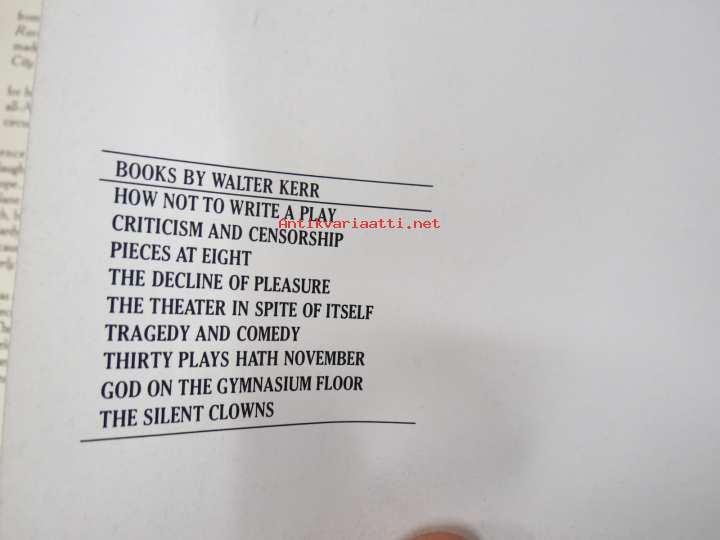 BOOKS BY WALTER KERR
HOW NOT TO WRITE A PLAY
Antikvariaatti.net
CRITICISM AND CENSORSHIP
PIECES AT EIGHT
THE DECLINE OF PLEASURE
THE THEATER IN SPITE OF ITSELF
TRAGEDY AND COMEDY
THIRTY PLAYS HATH NOVEMBER
GOD ON THE GYMNASIUM FLOOR
THE SILENT CLOWNS